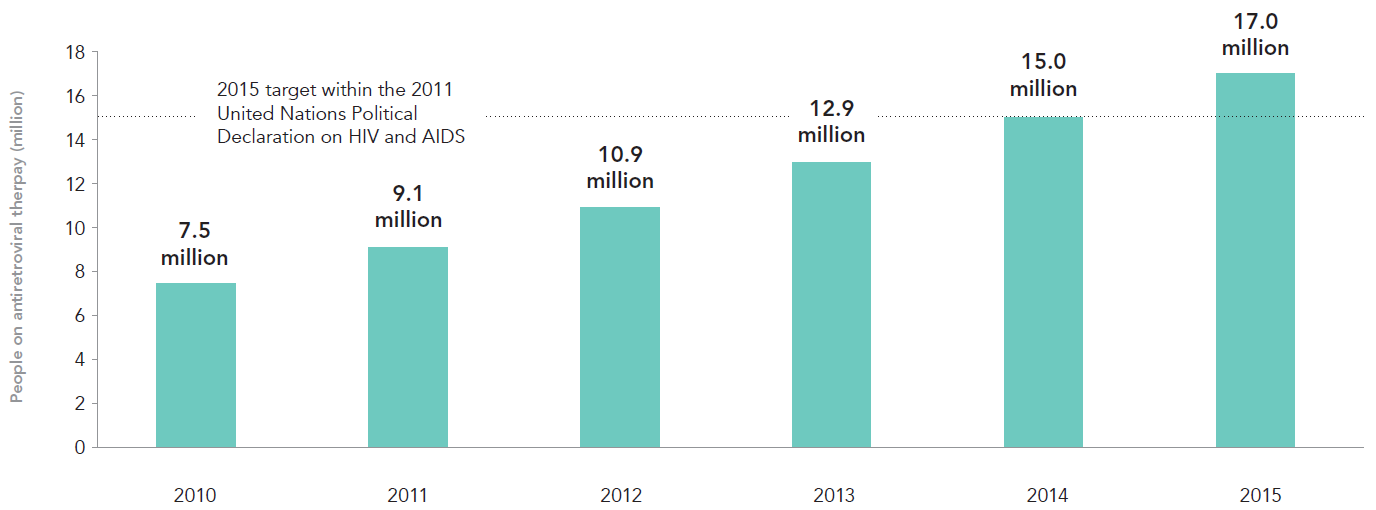 People on antiretroviral therpay (million)
18
16
14
12
10
8
6
4
2
0
2015 target within the 2011
United Nations Political
Declaration on HIV and AIDS
7.5
million
9.1
million
10.9
million
12.9
million
15.0
million
17.0
million
2010
2011
2012
2013
2014
2015